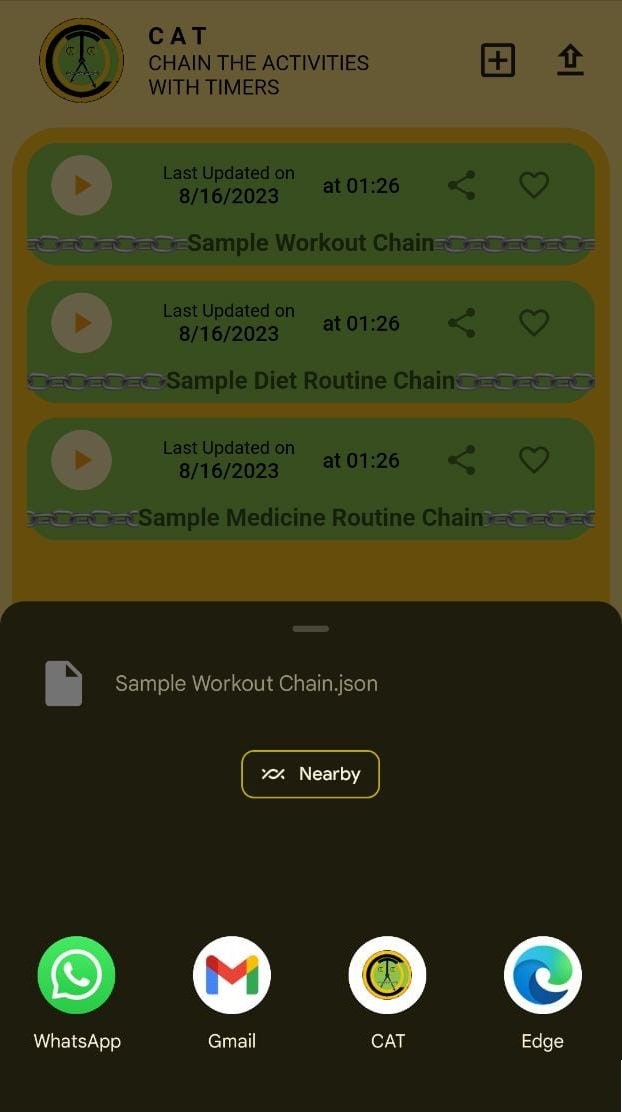 C A T
CHAIN THE ACTIVITIES
WITH TIMERS
Last Updated on
8/16/2023
at 01:26
Sample Workout Chain
Last Updated on
8/16/2023
at 01:26
Sample Diet Routine Chain
Last Updated on
8/16/2023
at 01:26
Sample Medicine Routine Chain
Sample Workout Chain.json
Nearby
WhatsApp
Gmail
CAT
Edge